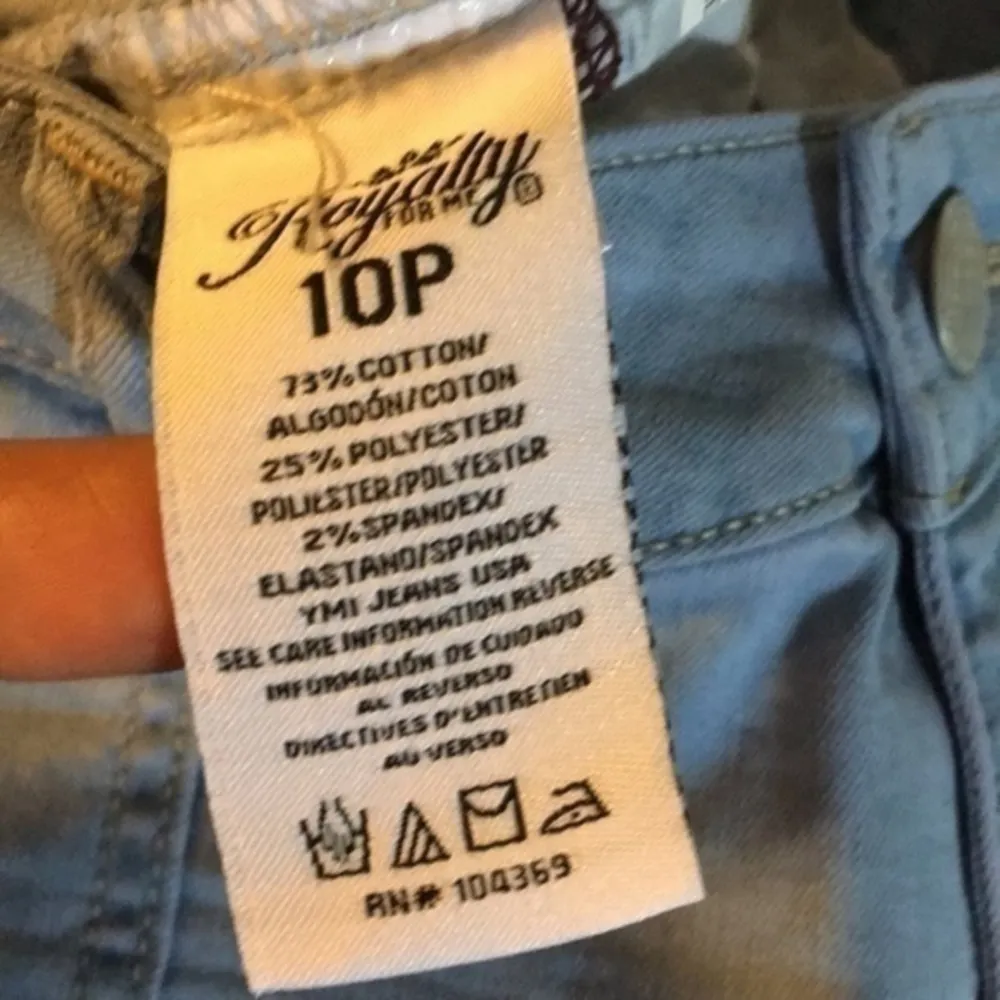 Royalty
FOR ME
10P
73% COTTON/
ALGODÓN/COTON
25% POLYESTER/
POLIESTER/POLYESTER
2% SPANDEX/
ELASTANO/SPANDEX
YMI JEANS USA
SEE CARE INFORMATION REVERSE
INFORMACIÓN DE CUIDADO
AL REVERSO
DIRECTIVES D'ENTRETIEN
AU VERSO
RN# 104369